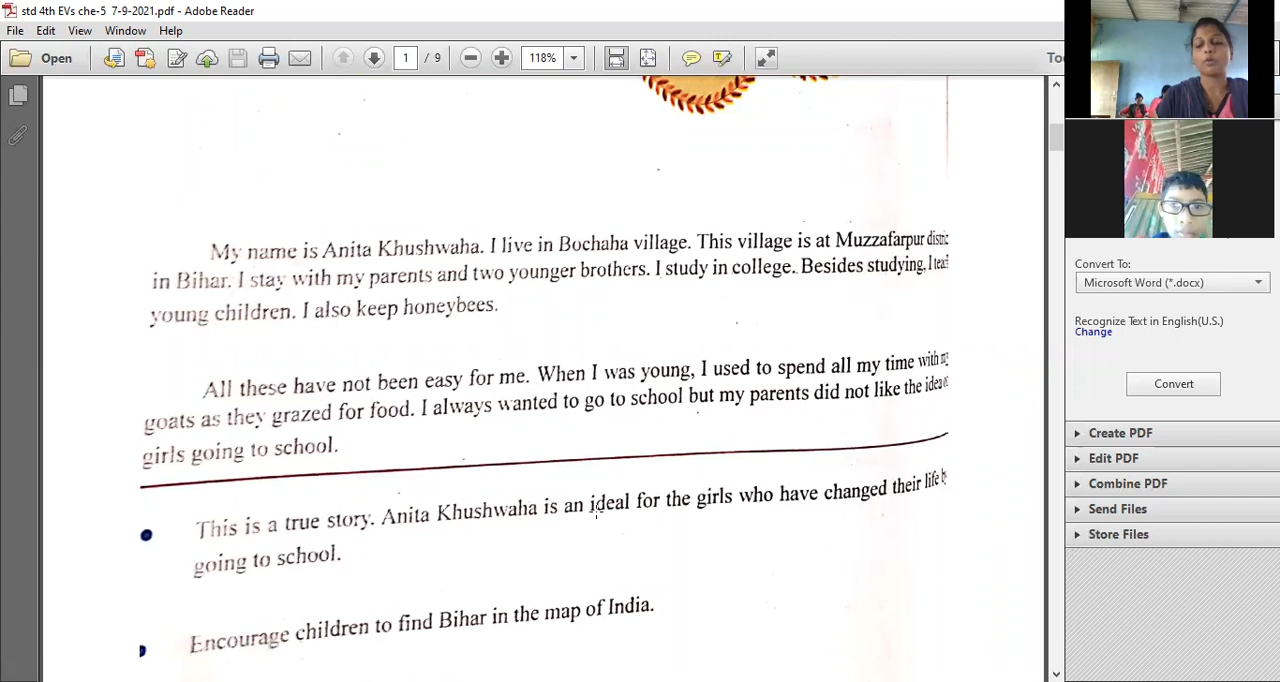 std 4th EVs che-5 7-9-2021.pdf - Adobe Reader
File Edit View Window Help
Open 1 / 9 118% To
My name is Anita Khushwaha. I live in Bochaha village. This village is at Muzzafarpur
in Bihar. I stay with my parents and two younger brothers. I study in college. Besides studying, I
young children. I also keep honeybees.
All these have not been easy for me. When I was young, I used to spend all my time with
goats as they grazed for food. I always wanted to go to school but my parents did not like the idea
girls going to school.
This is a true story. Anita Khushwaha is an ideal for the girls who have changed their life
going to school.
Encourage children to find Bihar in the map of India.
Convert To:
Microsoft Word (*.docx)
Recognize Text in English(U.S.)
Change
Convert
Create PDF
Edit PDF
Combine PDF
Send Files
Store Files